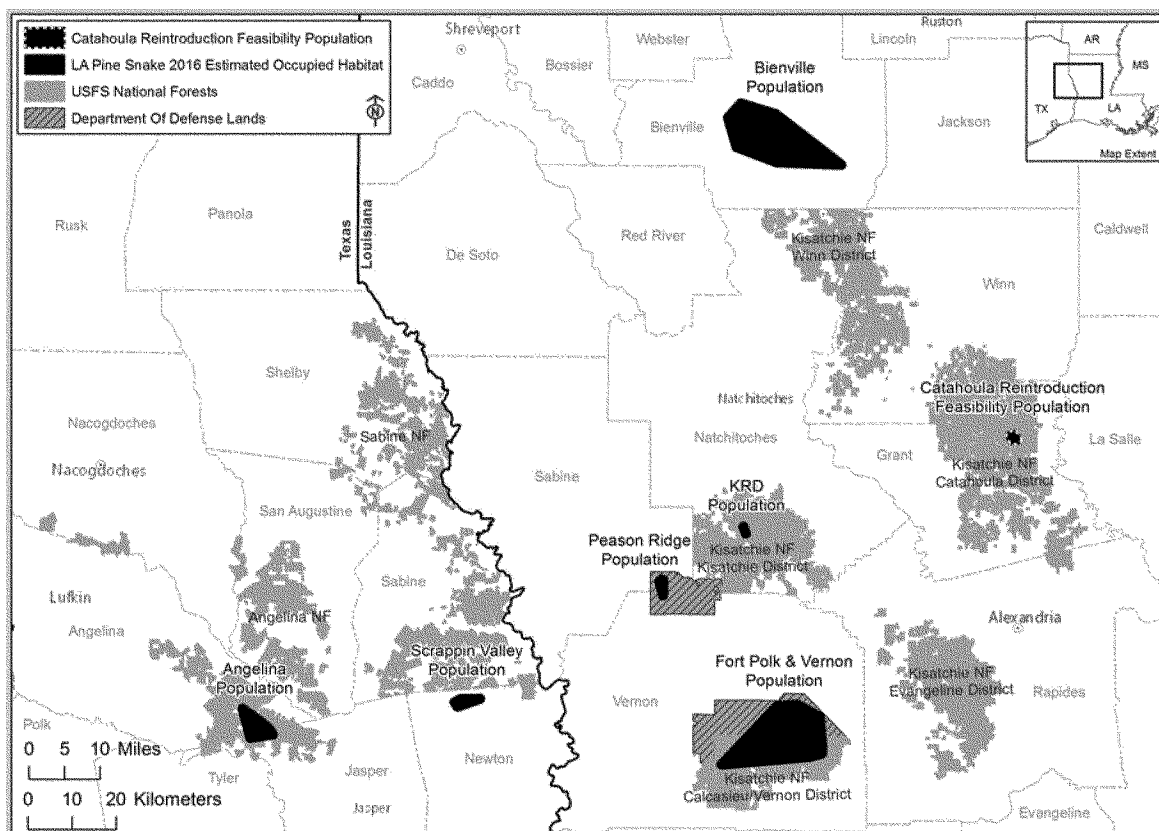 Catahoula Reintroduction Feasibility Population
LA Pine Snake 2016 Estimated Occupied Habitat
USFS National Forests
Department Of Defense Lands
N
Shreveport
Caddo
Bossier
Webster
Lincoln
Ruston
Bienville
Population
Bienville
Jackson
AR
MS
TX
LA
Map Extent
Rusk
Panola
Texas
Louisiana
De Soto
Red River
Kisatchie NF
Winn District
Winn
Caldwell
Shelby
Nacogdoches
Nacogdoches
Sabine NF
San Augustine
Sabine
Natchitoches
Natchitoches
Catahoula Reintroduction
Feasibility Population
La Salle
Grant
Kisatchie NF
Catahoula District
KRD
Population
Kisatchie NF
Kisatchie District
Peason Ridge
Population
Sabine
Lufkin
Angelina
Angelina NF
Angelina
Population
Scrappin Valley
Population
Alexandria
Fort Polk & Vernon
Population
Vernon
Kisatchie NF
Evangeline District
Rapides
Polk
0 5 10 Miles
0 10 20 Kilometers
Tyler
Jasper
Jasper
Newton
Kisatchie NF
Calcasieu/Vernon District
Evangeline